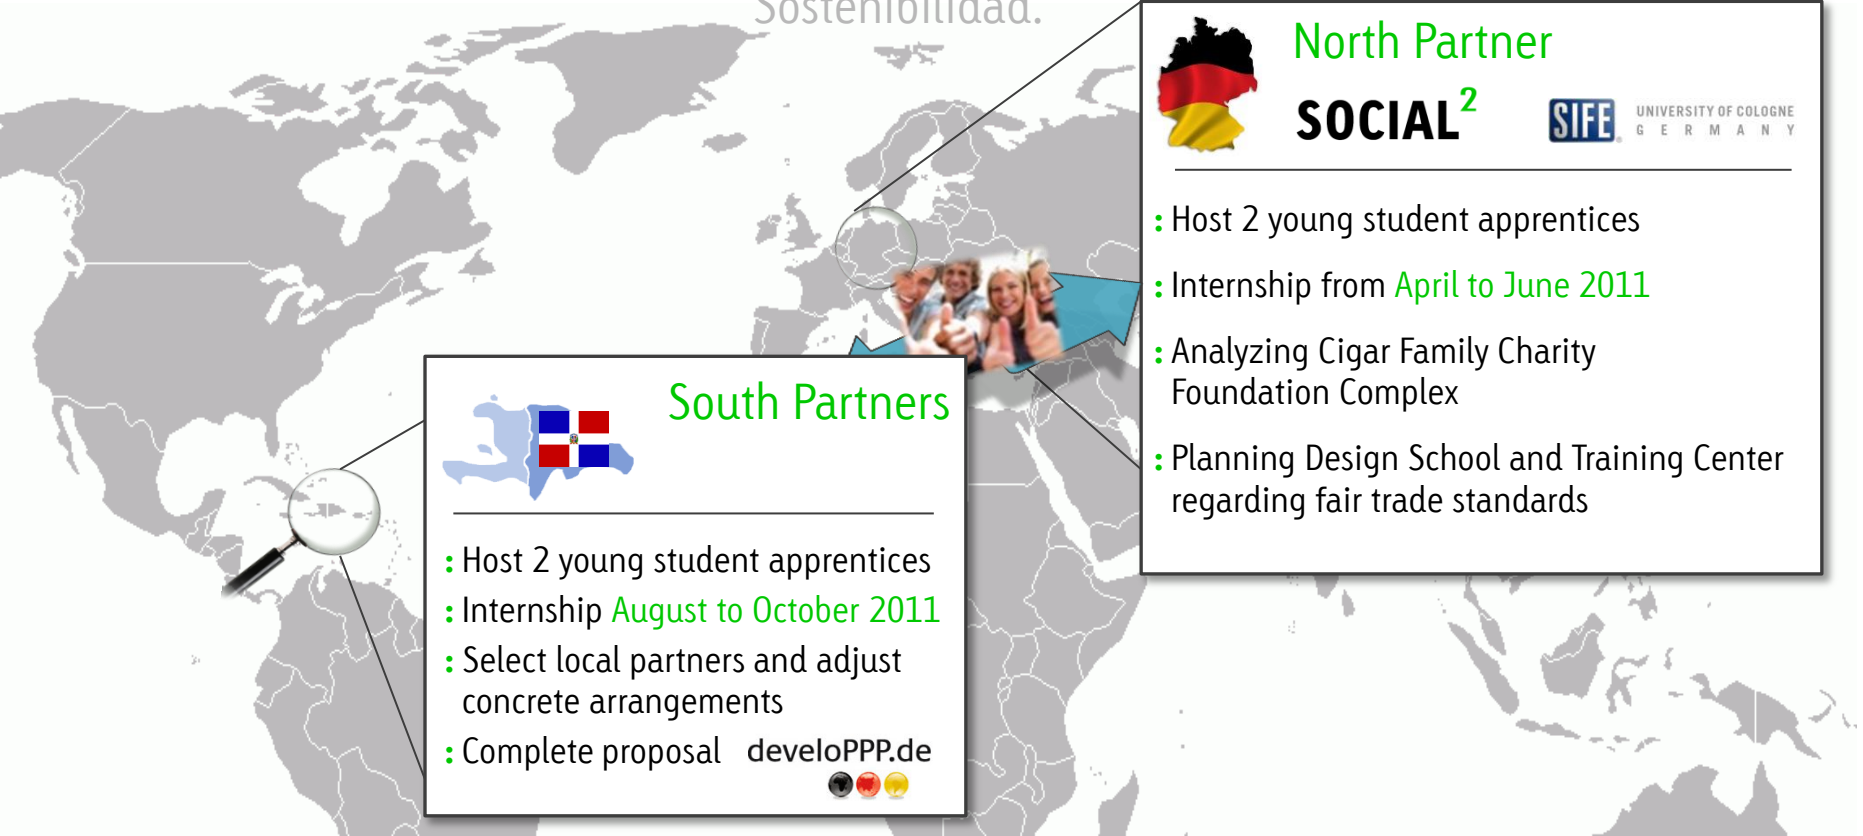 Sostenibilidad.
North Partner
SOCIAL²
SIFE
UNIVERSITY OF COLOGNE
GERMANY
: Host 2 young student apprentices
: Internship from April to June 2011
: Analyzing Cigar Family Charity
Foundation Complex
: Planning Design School and Training Center
regarding fair trade standards
South Partners
: Host 2 young student apprentices
: Internship August to October 2011
: Select local partners and adjust
concrete arrangements
: Complete proposal develoPPP.de